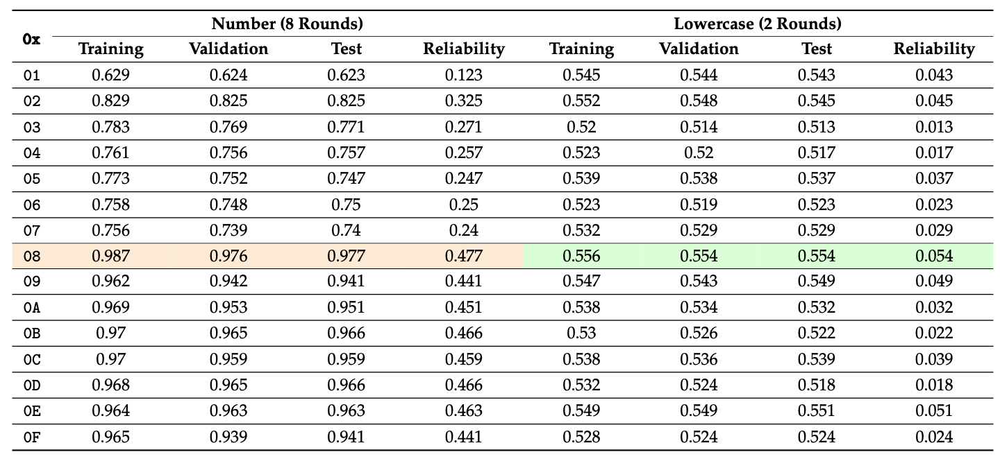 0x Number (8 Rounds) Lowercase (2 Rounds)
Training Validation Test Reliability Training Validation Test Reliability
01 0.629 0.624 0.623 0.123 0.545 0.544 0.543 0.043
02 0.829 0.825 0.825 0.325 0.552 0.548 0.545 0.045
03 0.783 0.769 0.771 0.271 0.52 0.514 0.513 0.013
04 0.761 0.756 0.757 0.257 0.523 0.52 0.517 0.017
05 0.773 0.752 0.747 0.247 0.539 0.538 0.537 0.037
06 0.758 0.748 0.75 0.25 0.523 0.519 0.523 0.023
07 0.756 0.739 0.74 0.24 0.532 0.529 0.529 0.029
08 0.987 0.976 0.977 0.477 0.556 0.554 0.554 0.054
09 0.962 0.942 0.941 0.441 0.547 0.543 0.549 0.049
0A 0.969 0.953 0.951 0.451 0.538 0.534 0.532 0.032
0B 0.97 0.965 0.966 0.466 0.53 0.526 0.522 0.022
0C 0.97 0.959 0.959 0.459 0.538 0.536 0.539 0.039
0D 0.968 0.965 0.966 0.466 0.532 0.524 0.518 0.018
0E 0.964 0.963 0.963 0.463 0.549 0.549 0.551 0.051
0F 0.965 0.939 0.941 0.441 0.528 0.524 0.524 0.024